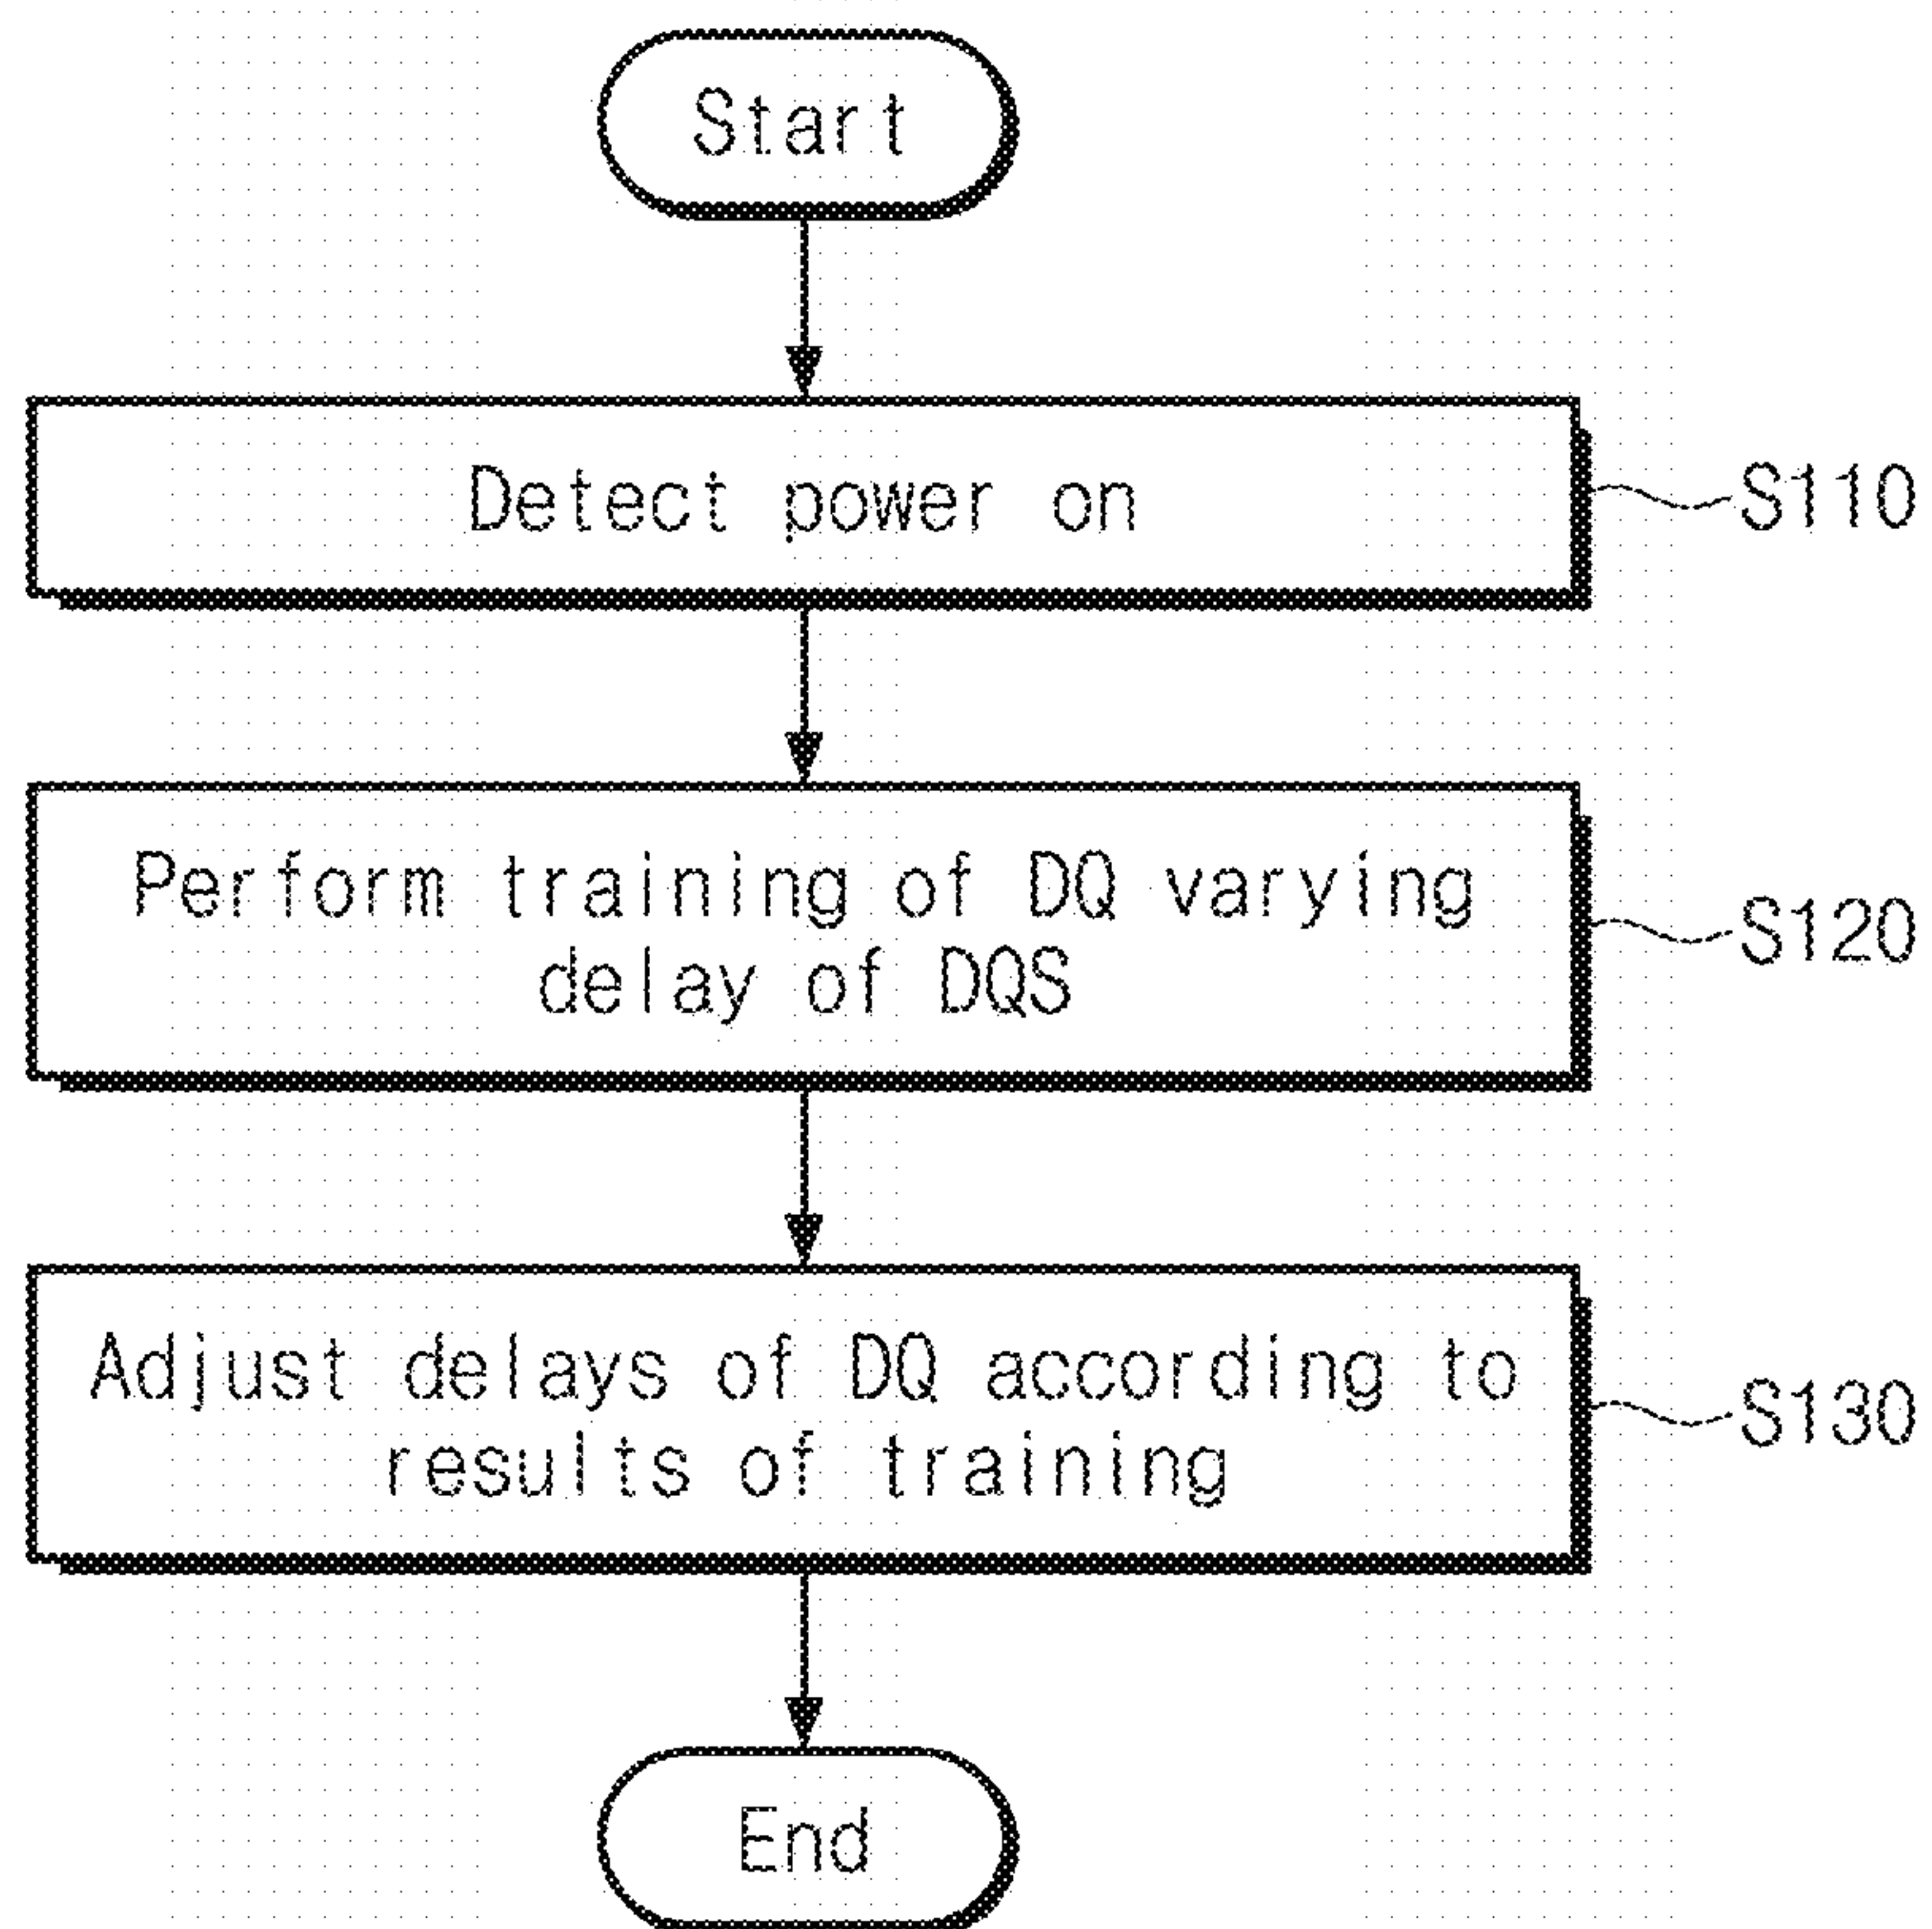 Start
Detect power on
S110
Perform training of DQ varying
delay of DQS
S120
Adjust delays of DQ according to
results of training
S130
End